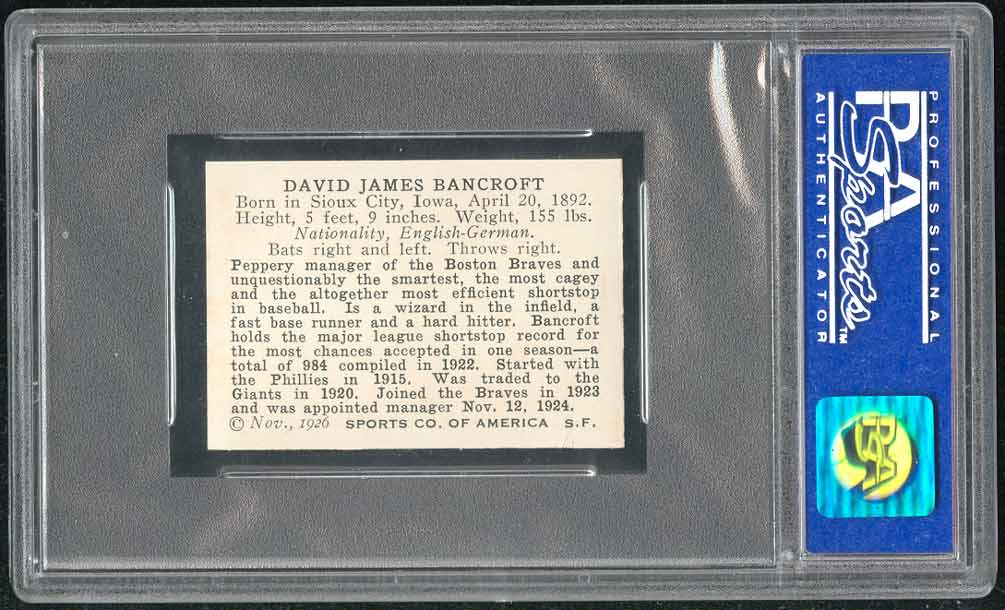 DAVID JAMES BANCROFT
Born in Sioux City, Iowa, April 20, 1892.
Height, 5 feet, 9 inches. Weight, 155 lbs.
Nationality, English-German.
Bats right and left. Throws right.
Peppery manager of the Boston Braves and
unquestionably the smartest, the most cagey
and the altogether most efficient shortstop
in baseball. Is a wizard in the infield, a
fast base runner and a hard hitter. Bancroft
holds the major league shortstop record for
the most chances accepted in one season—a
total of 984 compiled in 1922. Started with
the Phillies in 1915. Was traded to the
Giants in 1920. Joined the Braves in 1923
and was appointed manager Nov. 12, 1924.
© Nov., 1926 SPORTS CO. OF AMERICA S.F.
PROFESSIONAL
PSA
Sports™
AUTHENTICATOR
PSA